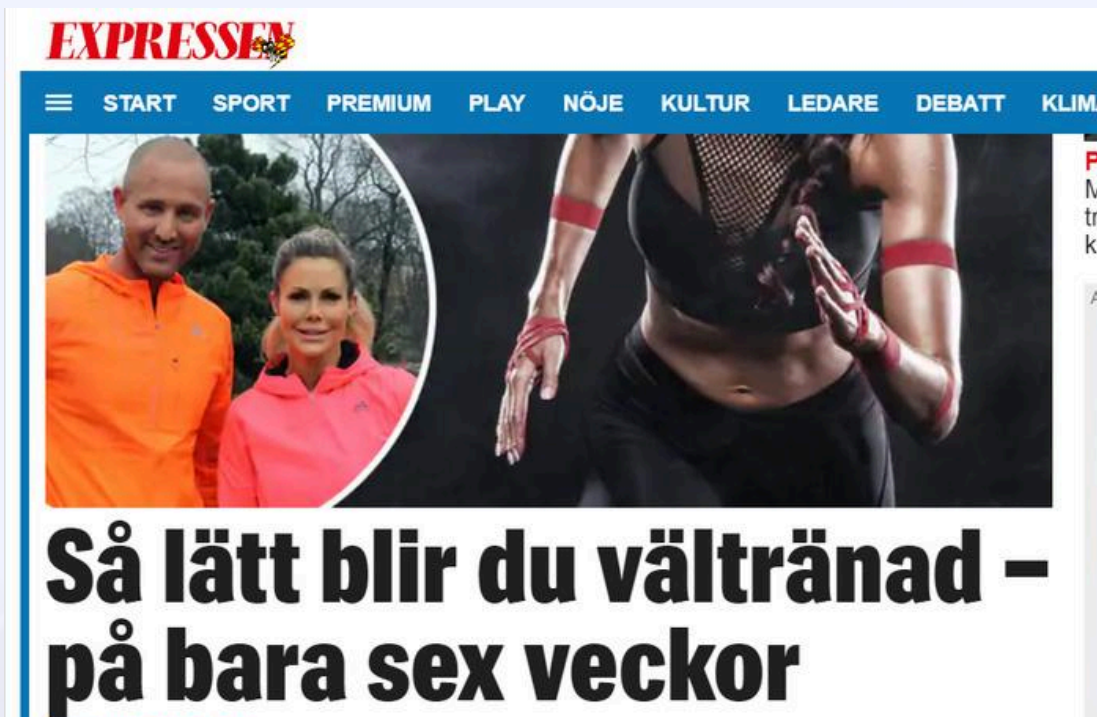 EXPRESSEN
START SPORT PREMIUM PLAY NÖJE KULTUR LEDARE DEBATT
Så lätt blir du vältränad –
på bara sex veckor